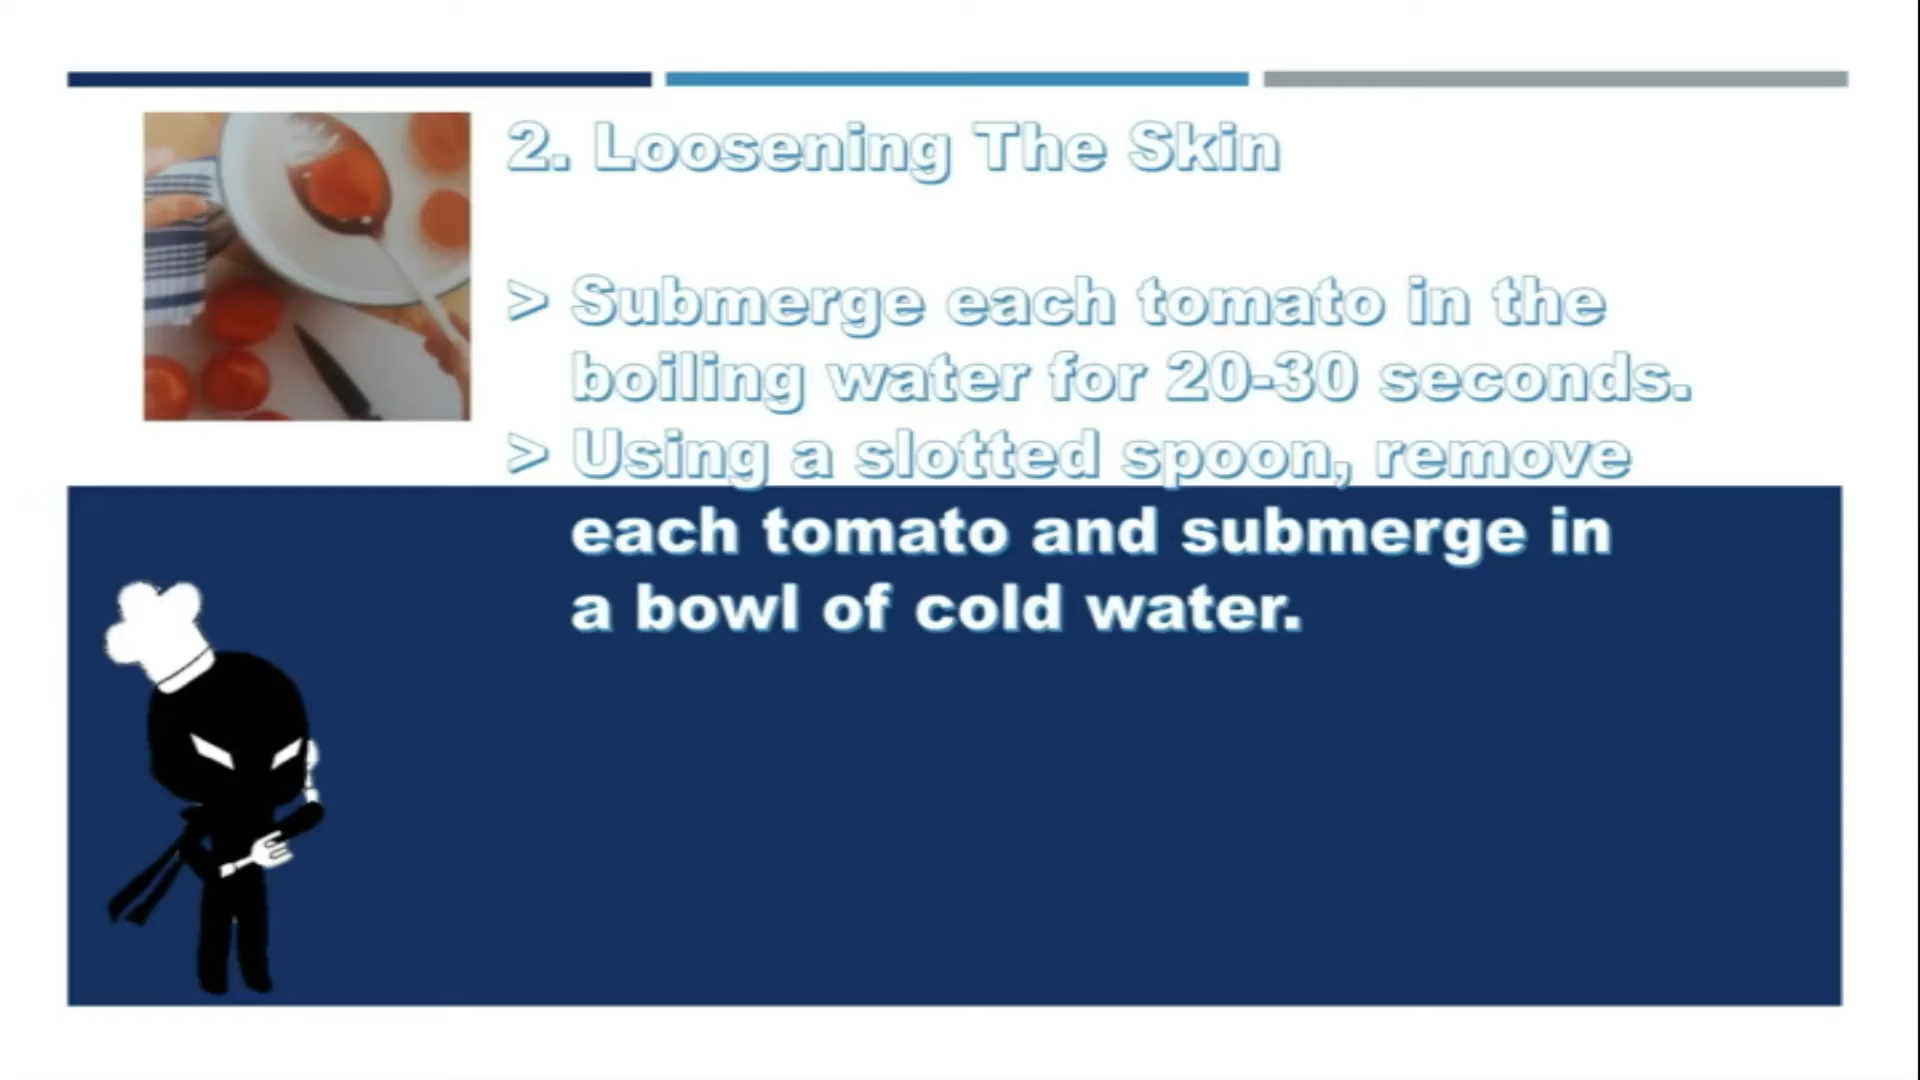 2. Loosening The Skin
> Submerge each tomato in the
boiling water for 20-30 seconds.
> Using a slotted spoon, remove
each tomato and submerge in
a bowl of cold water.